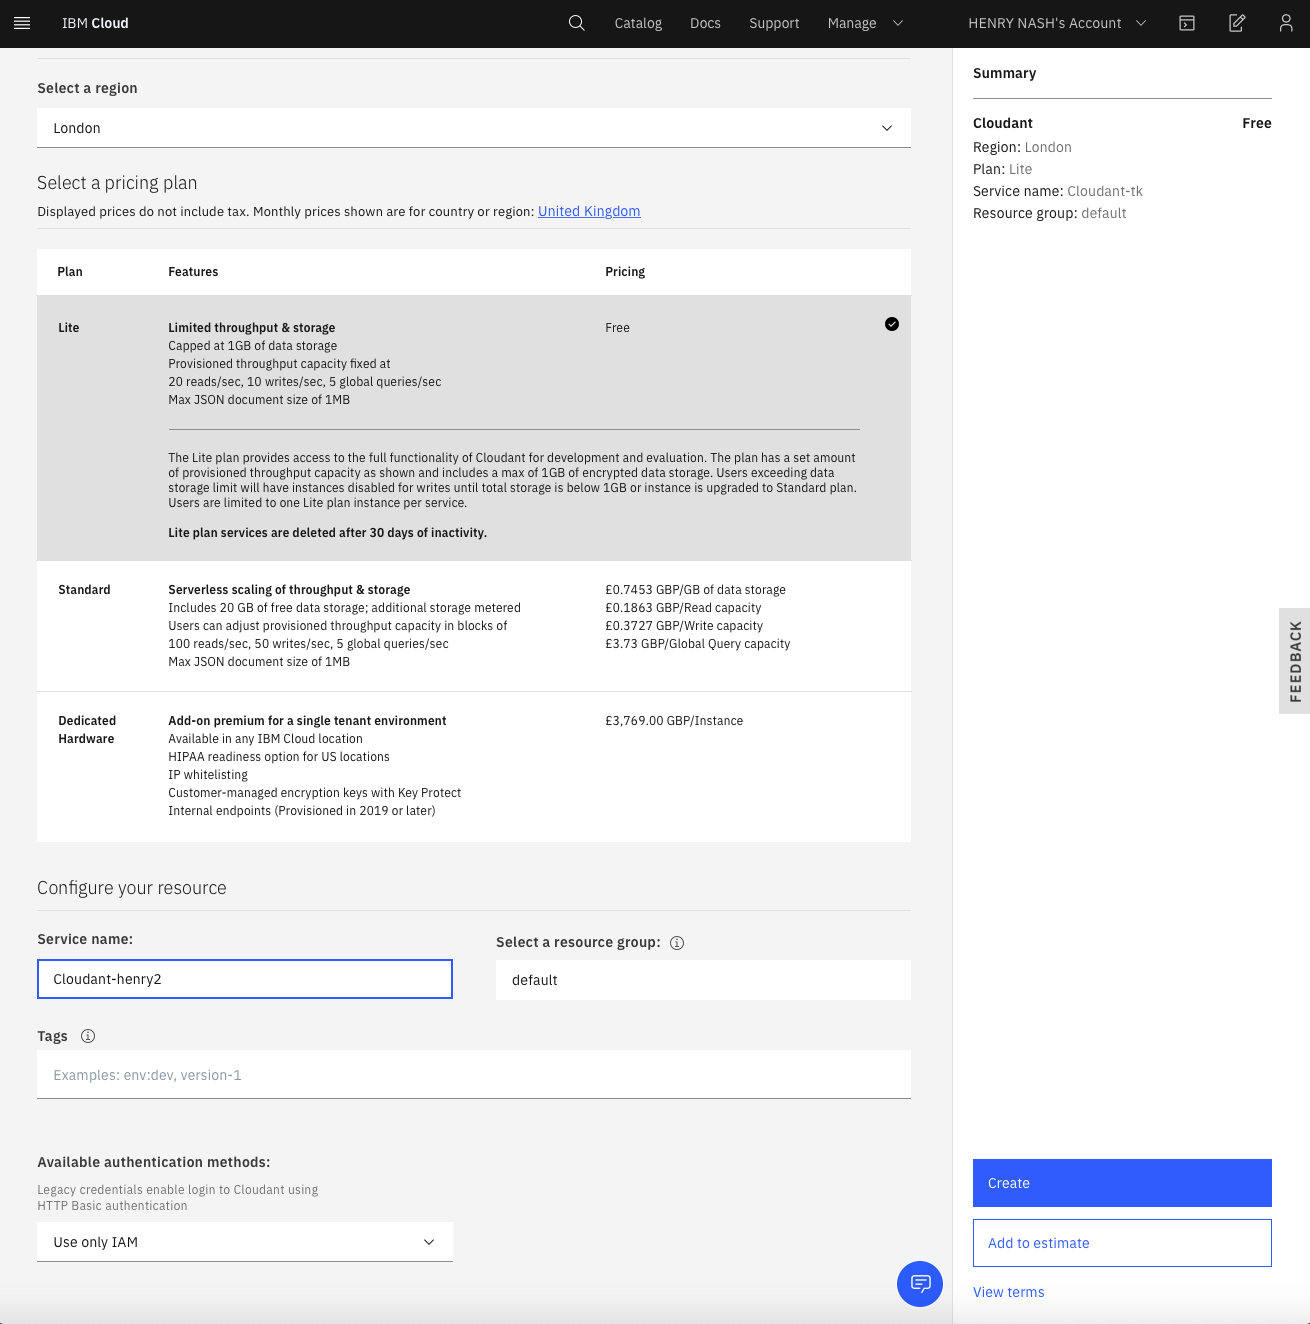 IBM Cloud
Catalog
Docs
Support
Manage
HENRY NASH's Account
Select a region
London
Select a pricing plan
Displayed prices do not include tax. Monthly prices shown are for country or region: United Kingdom
Plan
Features
Pricing
Lite
Limited throughput & storage
Free
Capped at 1GB of data storage
Provisioned throughput capacity fixed at
20 reads/sec, 10 writes/sec, 5 global queries/sec
Max JSON document size of 1MB
The Lite plan provides access to the full functionality of Cloudant for development and evaluation. The plan has a set amount
of provisioned throughput capacity as shown and includes a max of 1GB of encrypted data storage. Users exceeding data
storage limit will have instances disabled for writes until total storage is below 1GB or instance is upgraded to Standard plan.
Users are limited to one Lite plan instance per service.
Lite plan services are deleted after 30 days of inactivity.
Standard
Serverless scaling of throughput & storage
Includes 20 GB of free data storage; additional storage metered
Users can adjust provisioned throughput capacity in blocks of
100 reads/sec, 50 writes/sec, 5 global queries/sec
Max JSON document size of 1MB
£0.7453 GBP/GB of data storage
£0.1863 GBP/Read capacity
£0.3727 GBP/Write capacity
£3.73 GBP/Global Query capacity
Dedicated
Hardware
Add-on premium for a single tenant environment
Available in any IBM Cloud location
HIPAA readiness option for US locations
IP whitelisting
Customer-managed encryption keys with Key Protect
Internal endpoints (Provisioned in 2019 or later)
£3,769.00 GBP/Instance
Configure your resource
Service name:
Cloudant-henry2
Select a resource group:
default
Tags
Examples: env:dev, version-1
Available authentication methods:
Legacy credentials enable login to Cloudant using
HTTP Basic authentication
Use only IAM
Summary
Cloudant
Free
Region: London
Plan: Lite
Service name: Cloudant-tk
Resource group: default
FEEDBACK
Create
Add to estimate
View terms